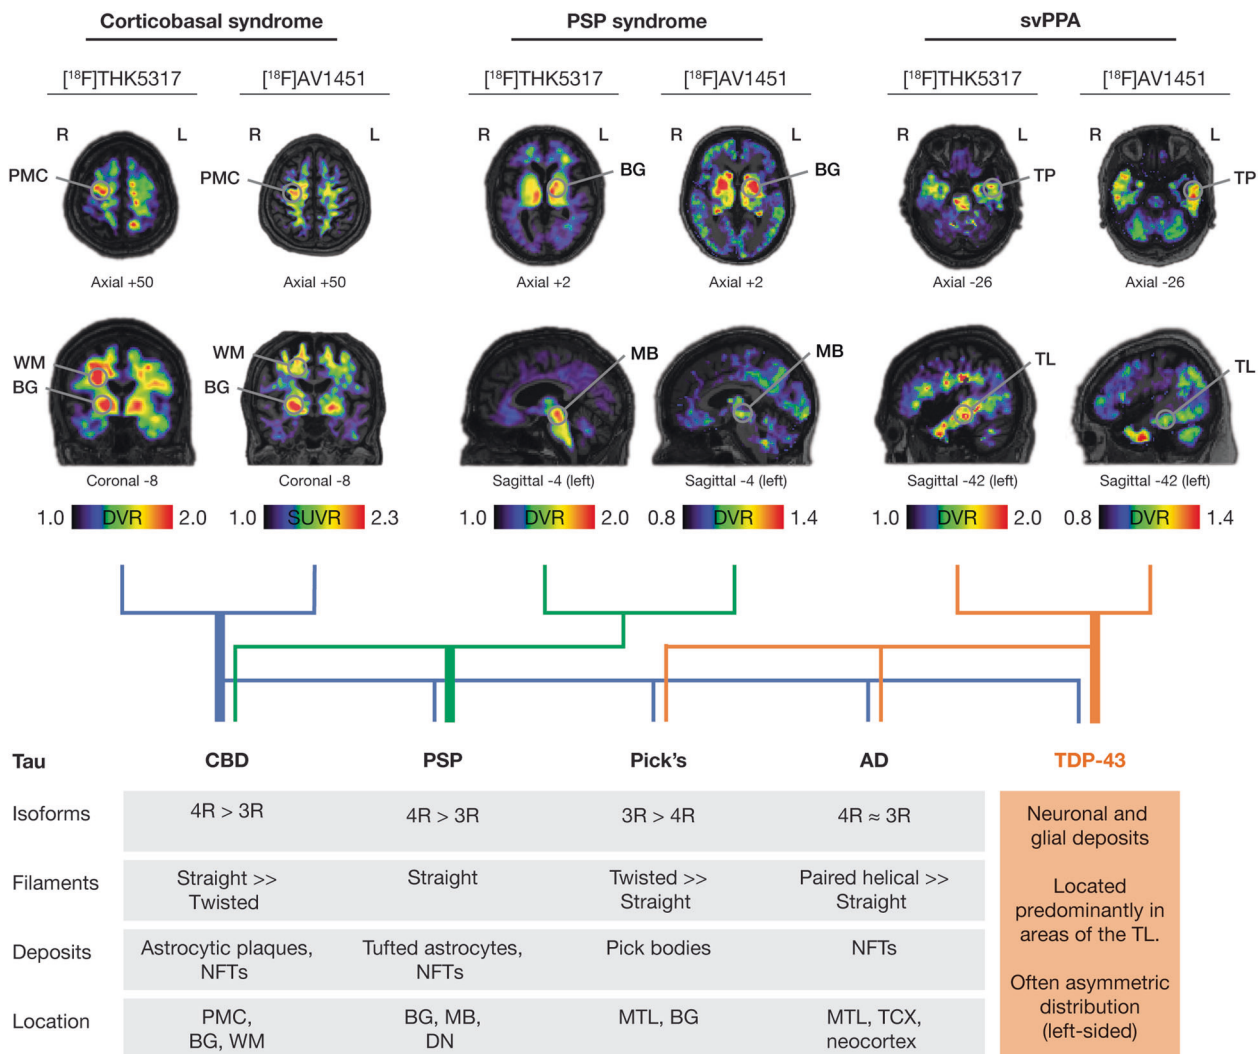 Corticobasal syndrome
PSP syndrome
svPPA
[¹⁸F]THK5317
[¹⁸F]AV1451
[¹⁸F]THK5317
[¹⁸F]AV1451
[¹⁸F]THK5317
[¹⁸F]AV1451
R L
R L
R L
R L
R L
R L
PMC
PMC
BG
BG
TP
TP
Axial +50
Axial +50
Axial +2
Axial +2
Axial -26
Axial -26
WM
BG
WM
BG
MB
MB
TL
TL
Coronal -8
Coronal -8
Sagittal -4 (left)
Sagittal -4 (left)
Sagittal -42 (left)
Sagittal -42 (left)
1.0 DVR 2.0
1.0 SUVR 2.3
1.0 DVR 2.0
0.8 DVR 1.4
1.0 DVR 2.0
0.8 DVR 1.4
Tau
CBD
PSP
Pick's
AD
TDP-43
Isoforms
4R > 3R
4R > 3R
3R > 4R
4R ≈ 3R
Filaments
Straight >>
Twisted
Straight
Twisted >>
Straight
Paired helical >>
Straight
Deposits
Astrocytic plaques,
NFTs
Tufted astrocytes,
NFTs
Pick bodies
NFTs
Location
PMC,
BG, WM
BG, MB,
DN
MTL, BG
MTL, TCX,
neocortex
Neuronal and
glial deposits
Located
predominantly in
areas of the TL.
Often asymmetric
distribution
(left-sided)